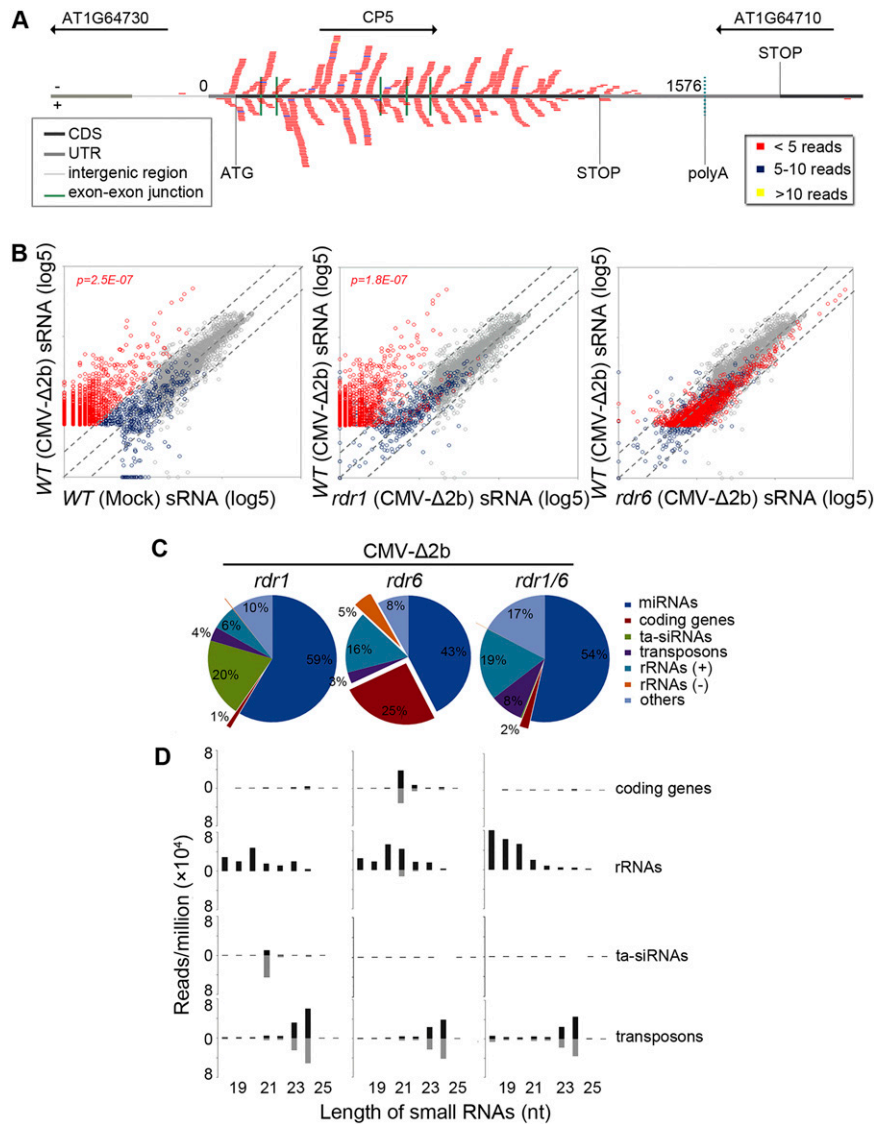 A
AT1G64730 CP5 AT1G64710
STOP
0 1576
-
+
CDS
UTR
intergenic region
exon-exon junction
ATG STOP polyA
< 5 reads
5-10 reads
>10 reads
B
WT (CMV-Δ2b) sRNA (log5)
p=2.5E-07
WT (Mock) sRNA (log5)
WT (CMV-Δ2b) sRNA (log5)
p=1.8E-07
rdr1 (CMV-Δ2b) sRNA (log5)
WT (CMV-Δ2b) sRNA (log5)
rdr6 (CMV-Δ2b) sRNA (log5)
C
CMV-Δ2b
rdr1 rdr6 rdr1/6
10%
6%
4%
20%
1%
59%
8%
5%
16%
3%
25%
43%
17%
19%
8%
2%
54%
miRNAs
coding genes
ta-siRNAs
transposons
rRNAs (+)
rRNAs (-)
others
D
8
0
8
coding genes
8
0
8
rRNAs
8
0
8
ta-siRNAs
8
0
8
transposons
Reads/million (×10⁴)
19 21 23 25 19 21 23 25 19 21 23 25
Length of small RNAs (nt)